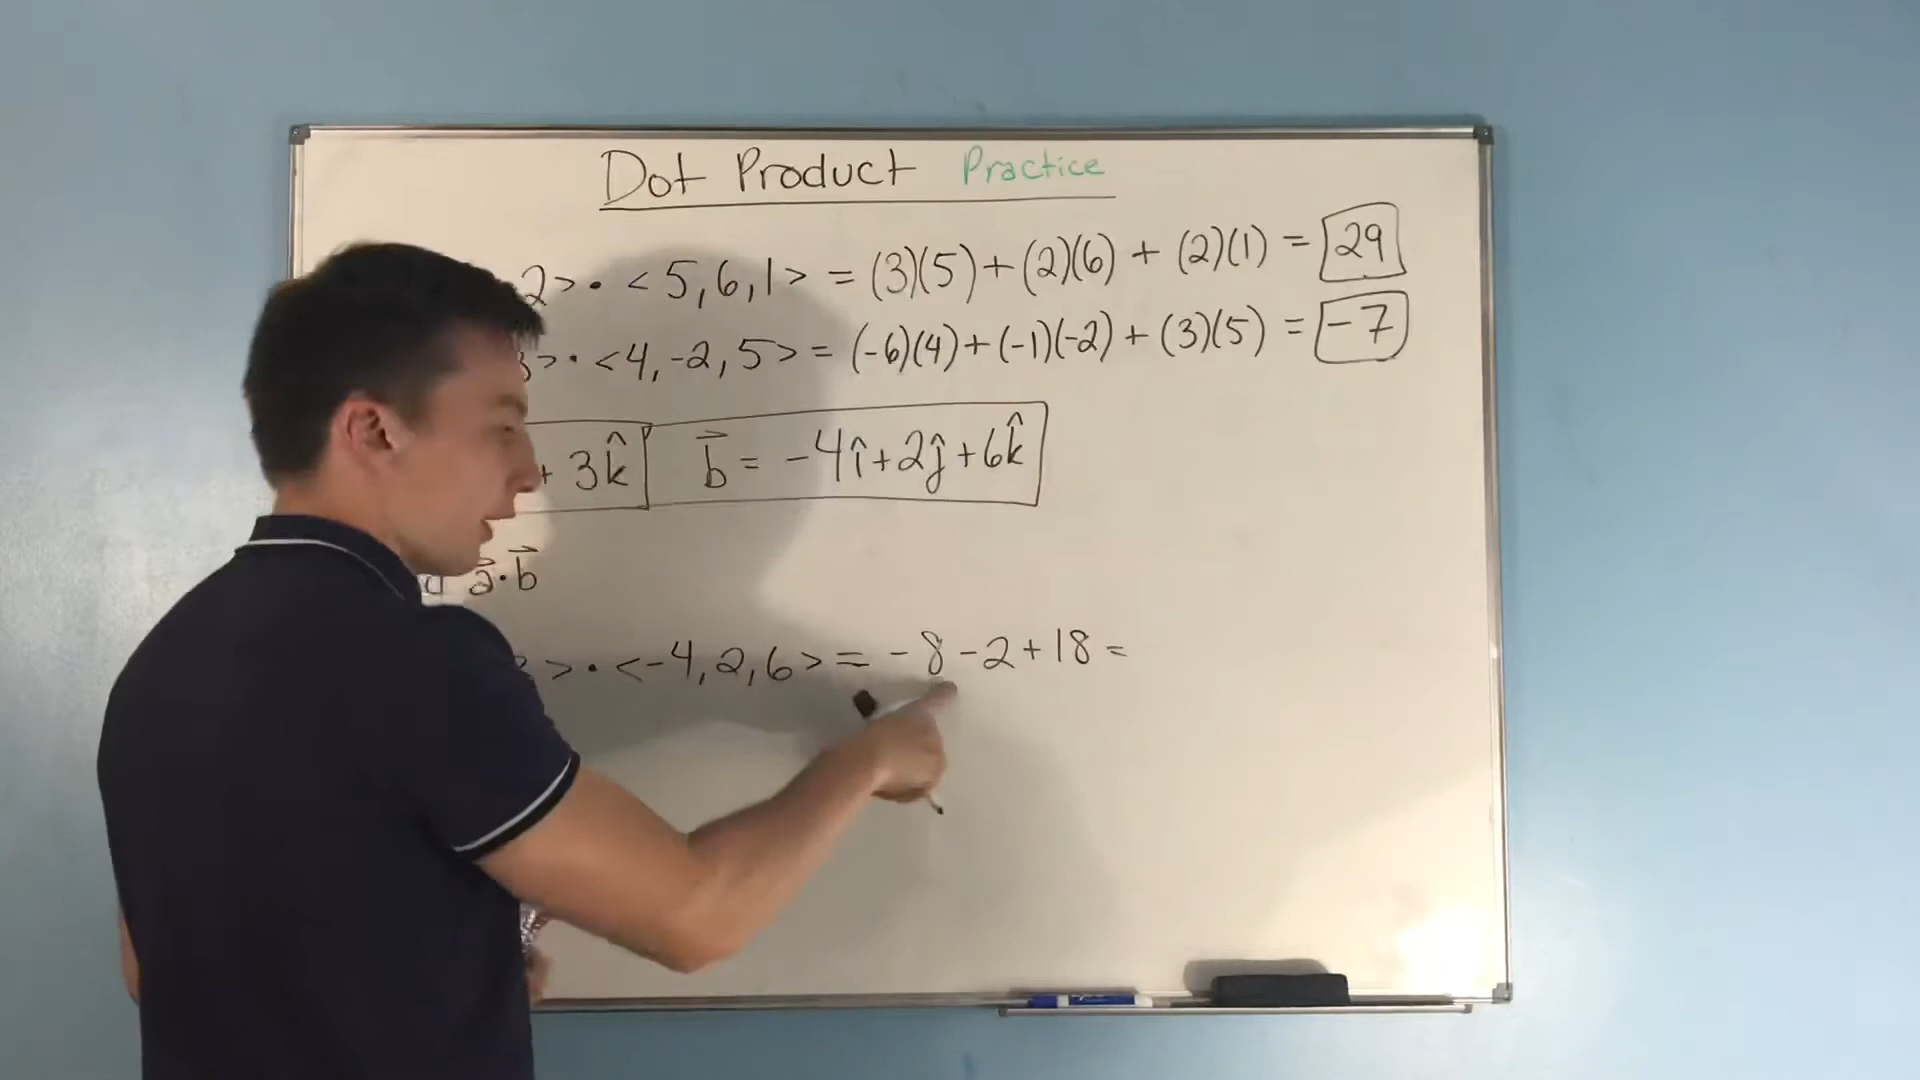 Dot Product Practice
2> · <5,6,1> = (3)(5) + (2)(6) + (2)(1) = 29
3> · <4,-2,5> = (-6)(4) + (-1)(-2) + (3)(5) = -7
+ 3k̂ b⃗ = -4î + 2ĵ + 6k̂
a⃗·b⃗
> · <-4,2,6> = -8 - 2 + 18 =